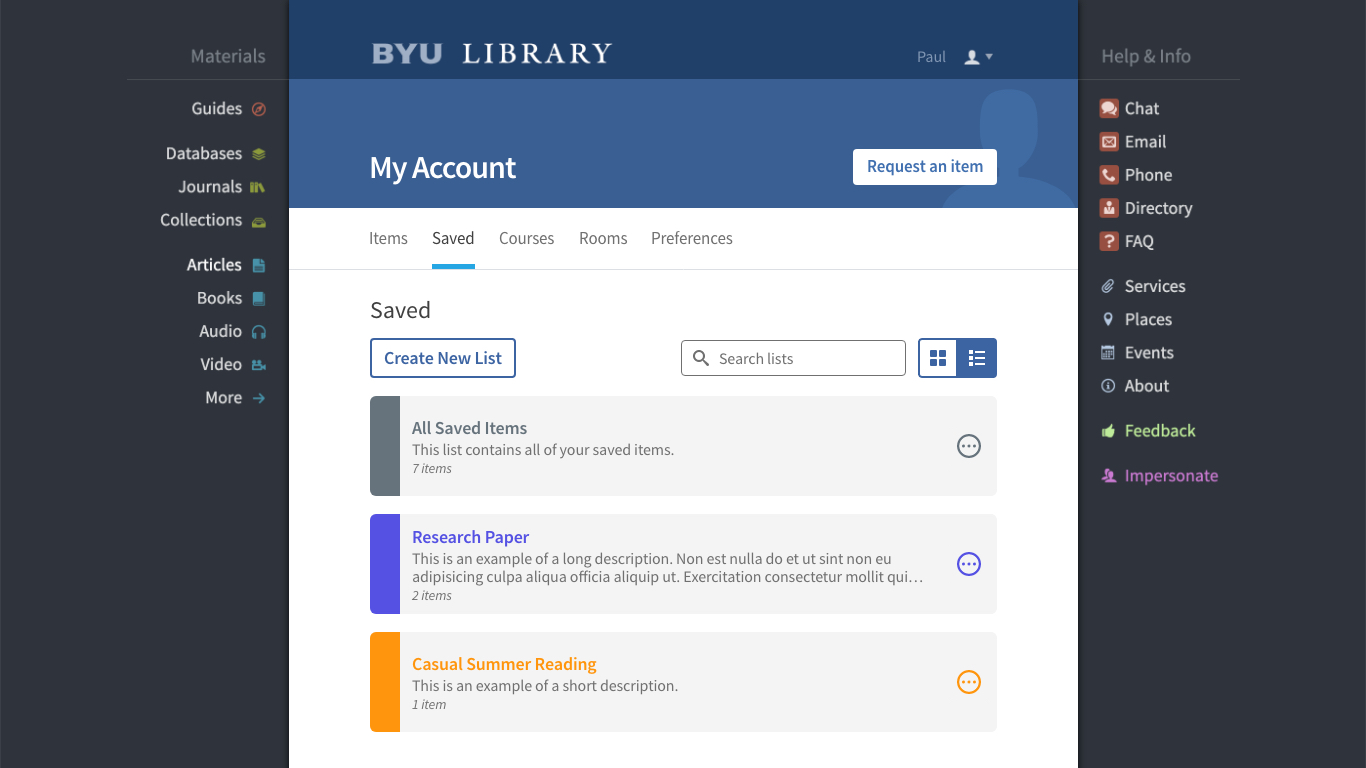 Materials
Guides
Databases
Journals
Collections
Articles
Books
Audio
Video
More
BYU LIBRARY
Paul
My Account
Request an item
Items Saved Courses Rooms Preferences
Saved
Create New List
Search lists
All Saved Items
This list contains all of your saved items.
7 items
Research Paper
This is an example of a long description. Non est nulla do et ut sint non eu
adipisicing culpa aliqua officia aliquip ut. Exercitation consectetur mollit qui…
2 items
Casual Summer Reading
This is an example of a short description.
1 item
Help & Info
Chat
Email
Phone
Directory
FAQ
Services
Places
Events
About
Feedback
Impersonate